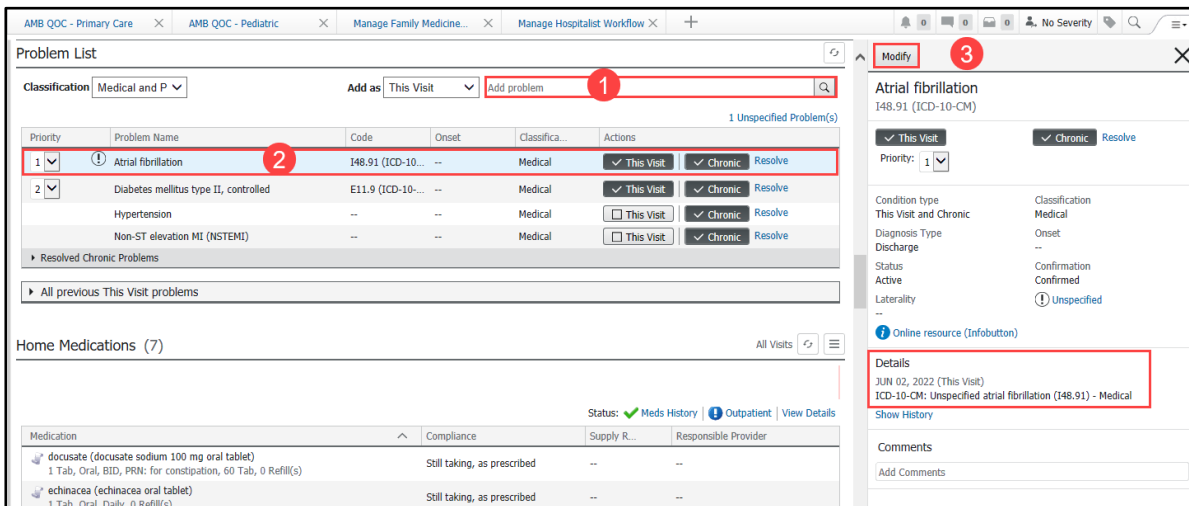 AMB QOC - Primary Care AMB QOC - Pediatric Manage Family Medicine... Manage Hospitalist Workflow 0 0 0 No Severity
Problem List
Modify 3
Classification Medical and P Add as This Visit Add problem 1
Atrial fibrillation
I48.91 (ICD-10-CM)
1 Unspecified Problem(s)
Priority Problem Name Code Onset Classifica... Actions
1 Atrial fibrillation 2 I48.91 (ICD-10... -- Medical This Visit Chronic Resolve
2 Diabetes mellitus type II, controlled E11.9 (ICD-10-... -- Medical This Visit Chronic Resolve
Hypertension -- -- Medical This Visit Chronic Resolve
Non-ST elevation MI (NSTEMI) -- -- Medical This Visit Chronic Resolve
Resolved Chronic Problems
All previous This Visit problems
This Visit Chronic Resolve
Priority: 1
Condition type Classification
This Visit and Chronic Medical
Diagnosis Type Onset
Discharge --
Status Confirmation
Active Confirmed
Laterality Unspecified
--
Online resource (Infobutton)
Details
JUN 02, 2022 (This Visit)
ICD-10-CM: Unspecified atrial fibrillation (I48.91) - Medical
Show History
Comments
Add Comments
Home Medications (7) All Visits
Status: Meds History Outpatient View Details
Medication Compliance Supply R... Responsible Provider
docusate (docusate sodium 100 mg oral tablet) Still taking, as prescribed -- --
1 Tab, Oral, BID, PRN: for constipation, 60 Tab, 0 Refill(s)
echinacea (echinacea oral tablet) Still taking, as prescribed -- --
1 Tab, Oral, Daily, 0 Refill(s)